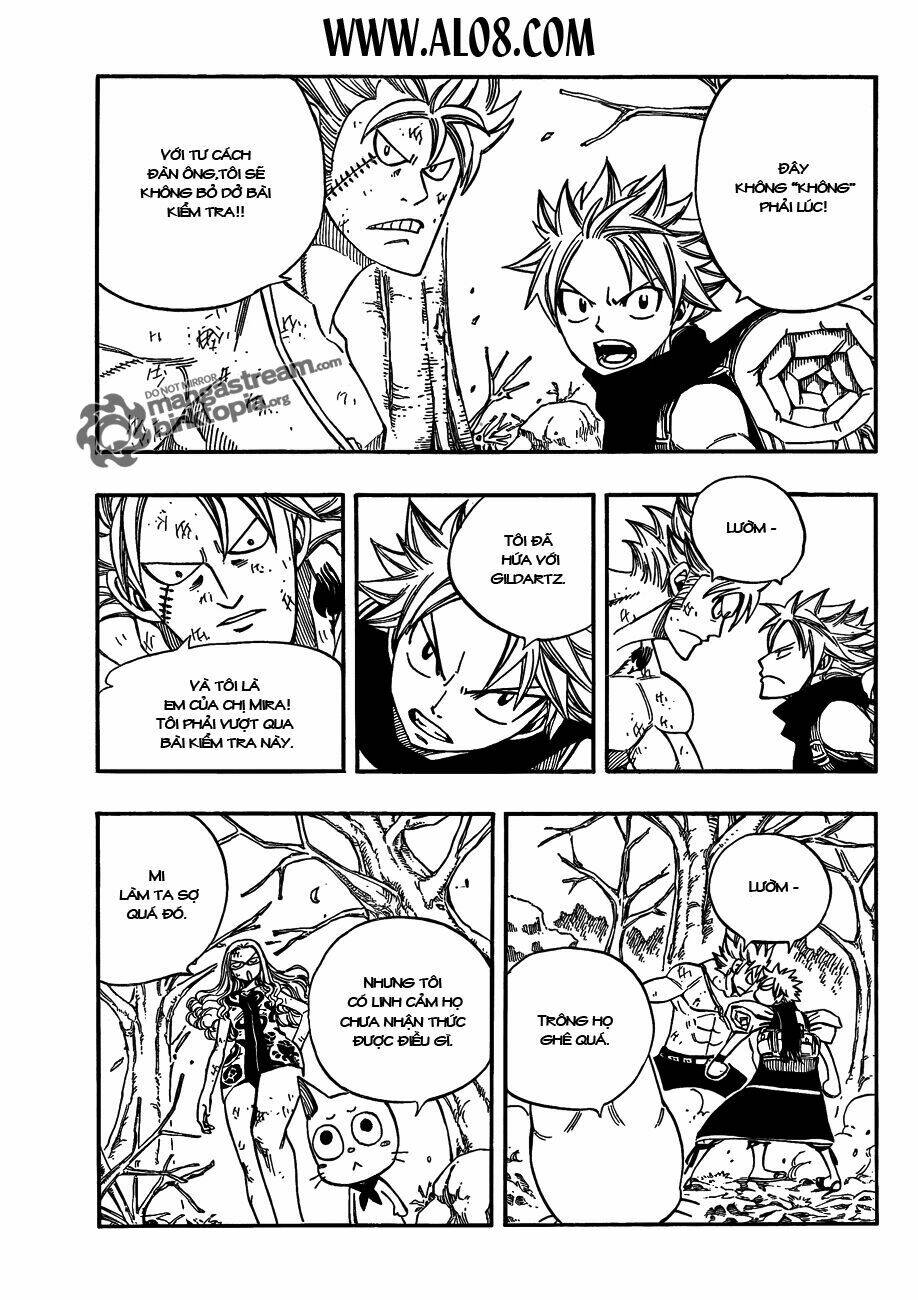 WWW.ALO8.COM
ĐÂY
KHÔNG "KHÔNG"
PHẢI LÚC!
VỚI TƯ CÁCH
ĐÀN ÔNG,TÔI SẼ
KHÔNG BỎ DỞ BÀI
KIỂM TRA!!
DO NOT MIRROR
mangastream.com
binktopia.org
LƯỜM -
TÔI ĐÃ
HỨA VỚI
GILDARTZ.
VÀ TÔI LÀ
EM CỦA CHỊ MIRA!
TÔI PHẢI VƯỢT QUA
BÀI KIỂM TRA NÀY.
LƯỜM -
TRÔNG HỌ
GHÊ QUÁ.
MI
LÀM TA SỢ
QUÁ ĐÓ.
NHƯNG TÔI
CÓ LINH CẢM HỌ
CHƯA NHẬN THỨC
ĐƯỢC ĐIỀU GÌ.